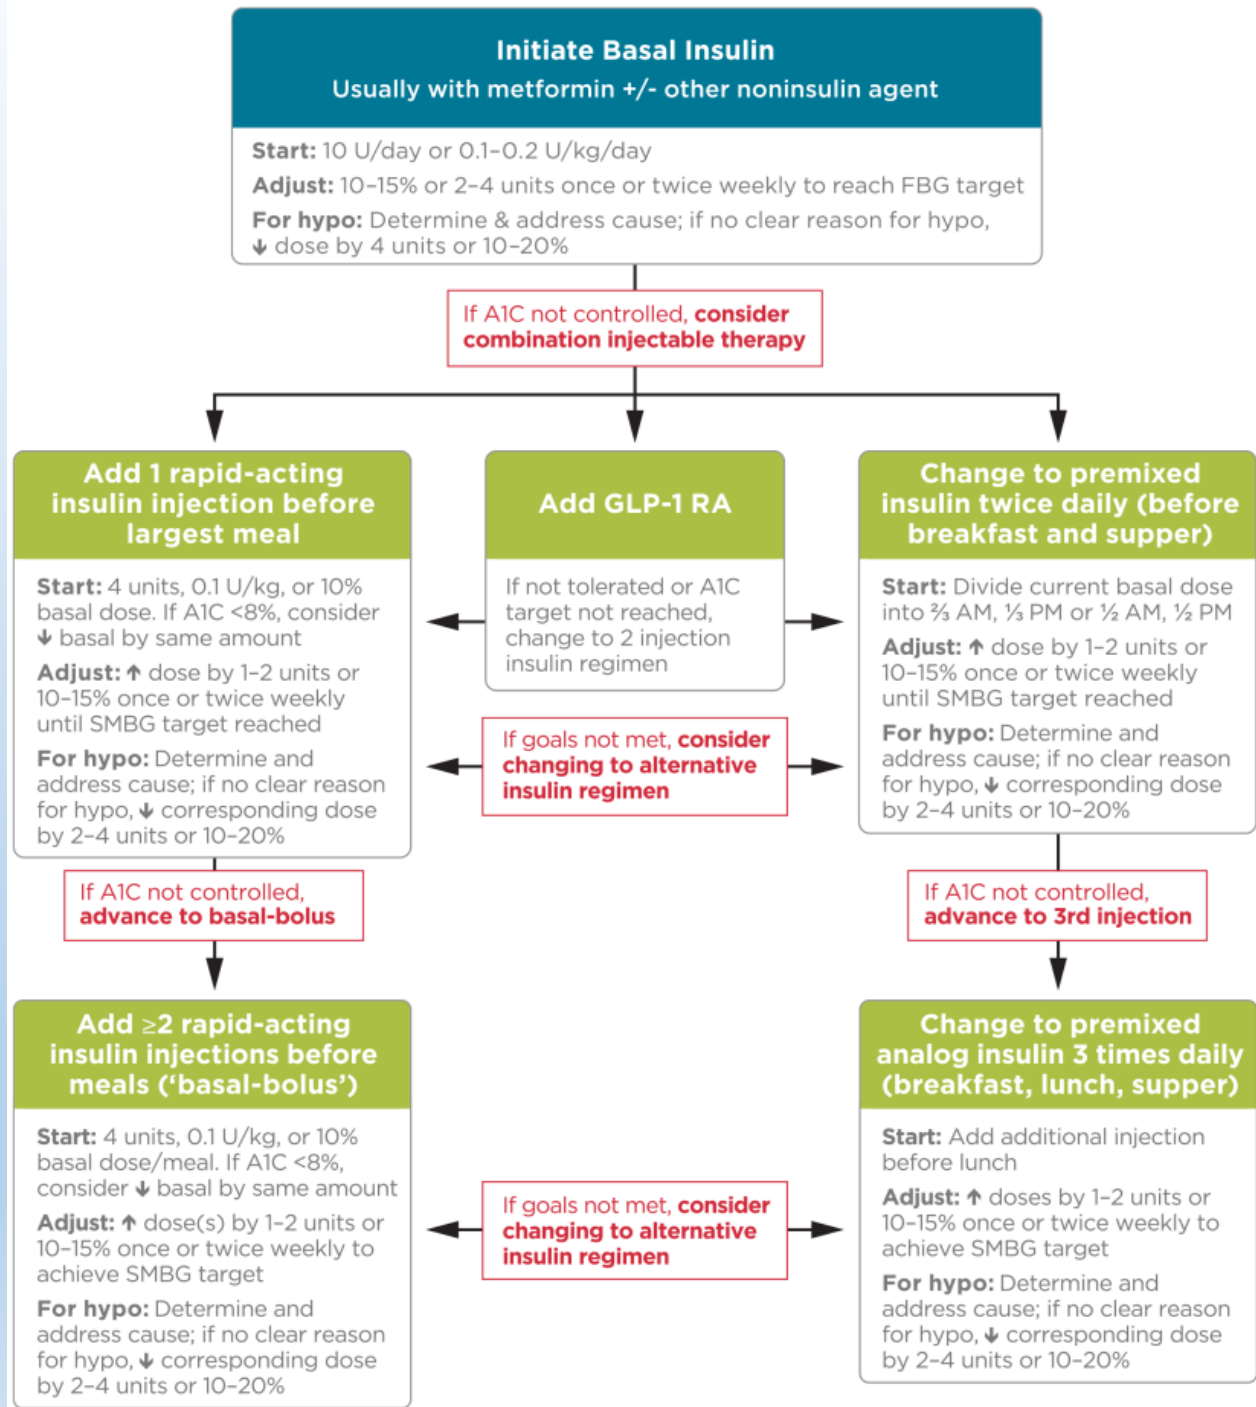 Initiate Basal Insulin
Usually with metformin +/- other noninsulin agent
Start: 10 U/day or 0.1–0.2 U/kg/day
Adjust: 10–15% or 2–4 units once or twice weekly to reach FBG target
For hypo: Determine & address cause; if no clear reason for hypo,
↓ dose by 4 units or 10–20%
If A1C not controlled, consider
combination injectable therapy
Add 1 rapid-acting
insulin injection before
largest meal
Start: 4 units, 0.1 U/kg, or 10%
basal dose. If A1C <8%, consider
↓ basal by same amount
Adjust: ↑ dose by 1–2 units or
10–15% once or twice weekly
until SMBG target reached
For hypo: Determine and
address cause; if no clear reason
for hypo, ↓ corresponding dose
by 2–4 units or 10–20%
Add GLP-1 RA
If not tolerated or A1C
target not reached,
change to 2 injection
insulin regimen
Change to premixed
insulin twice daily (before
breakfast and supper)
Start: Divide current basal dose
into ⅔ AM, ⅓ PM or ½ AM, ½ PM
Adjust: ↑ dose by 1–2 units or
10–15% once or twice weekly
until SMBG target reached
For hypo: Determine and
address cause; if no clear reason
for hypo, ↓ corresponding dose
by 2–4 units or 10–20%
If goals not met, consider
changing to alternative
insulin regimen
If A1C not controlled,
advance to basal-bolus
If A1C not controlled,
advance to 3rd injection
Add ≥2 rapid-acting
insulin injections before
meals (‘basal-bolus’)
Start: 4 units, 0.1 U/kg, or 10%
basal dose/meal. If A1C <8%,
consider ↓ basal by same amount
Adjust: ↑ dose(s) by 1–2 units or
10–15% once or twice weekly to
achieve SMBG target
For hypo: Determine and
address cause; if no clear reason
for hypo, ↓ corresponding dose
by 2–4 units or 10–20%
If goals not met, consider
changing to alternative
insulin regimen
Change to premixed
analog insulin 3 times daily
(breakfast, lunch, supper)
Start: Add additional injection
before lunch
Adjust: ↑ doses by 1–2 units or
10–15% once or twice weekly to
achieve SMBG target
For hypo: Determine and
address cause; if no clear reason
for hypo, ↓ corresponding dose
by 2–4 units or 10–20%